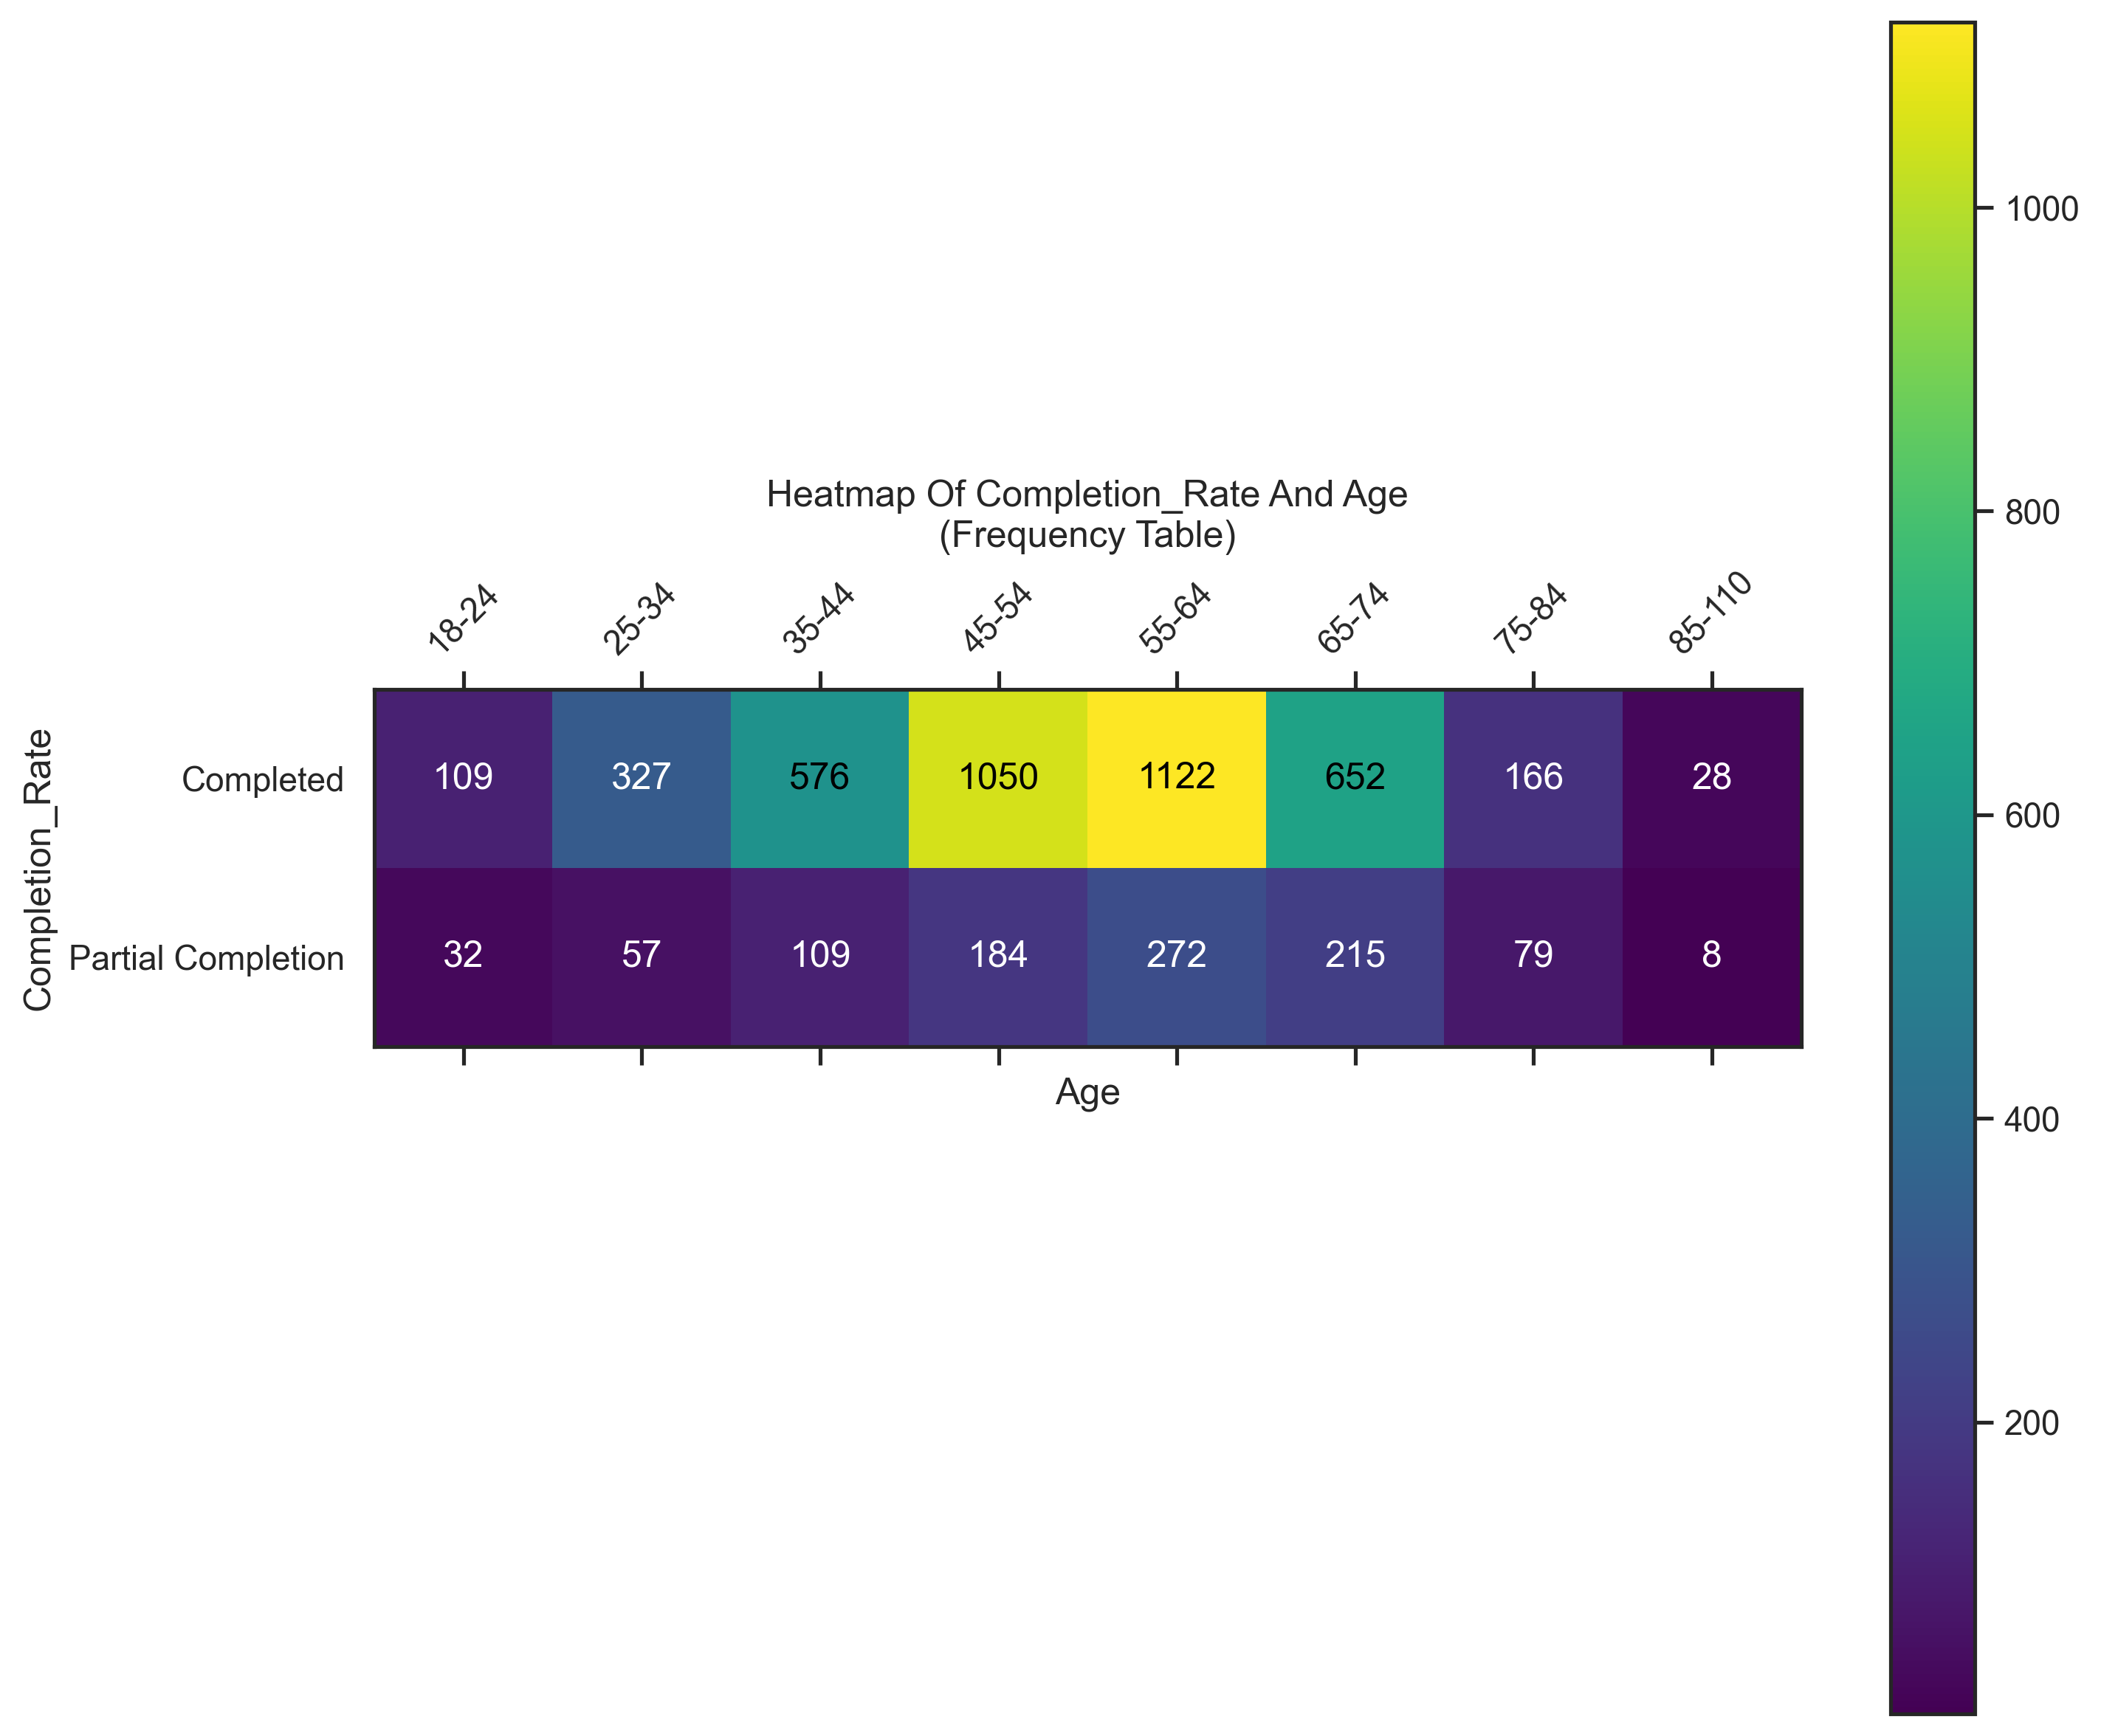 Heatmap Of Completion_Rate And Age
(Frequency Table)
18-24 25-34 35-44 45-54 55-64 65-74 75-84 85-110
Completion_Rate
Completed 109 327 576 1050 1122 652 166 28
Partial Completion 32 57 109 184 272 215 79 8
Age
1000
800
600
400
200